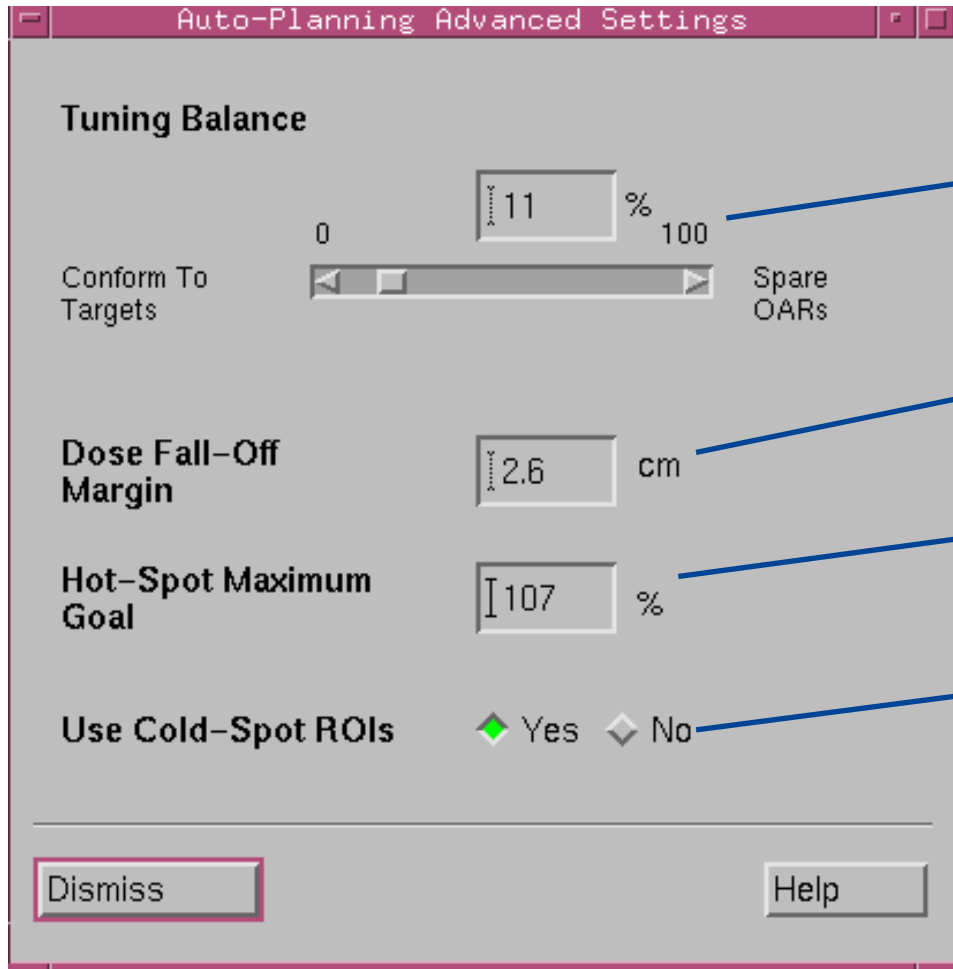 Auto-Planning Advanced Settings
Tuning Balance
11 %
0 100
Conform To Targets
Spare OARs
Dose Fall-Off
Margin
2.6 cm
Hot-Spot Maximum
Goal
107 %
Use Cold-Spot ROIs Yes No
Dismiss Help